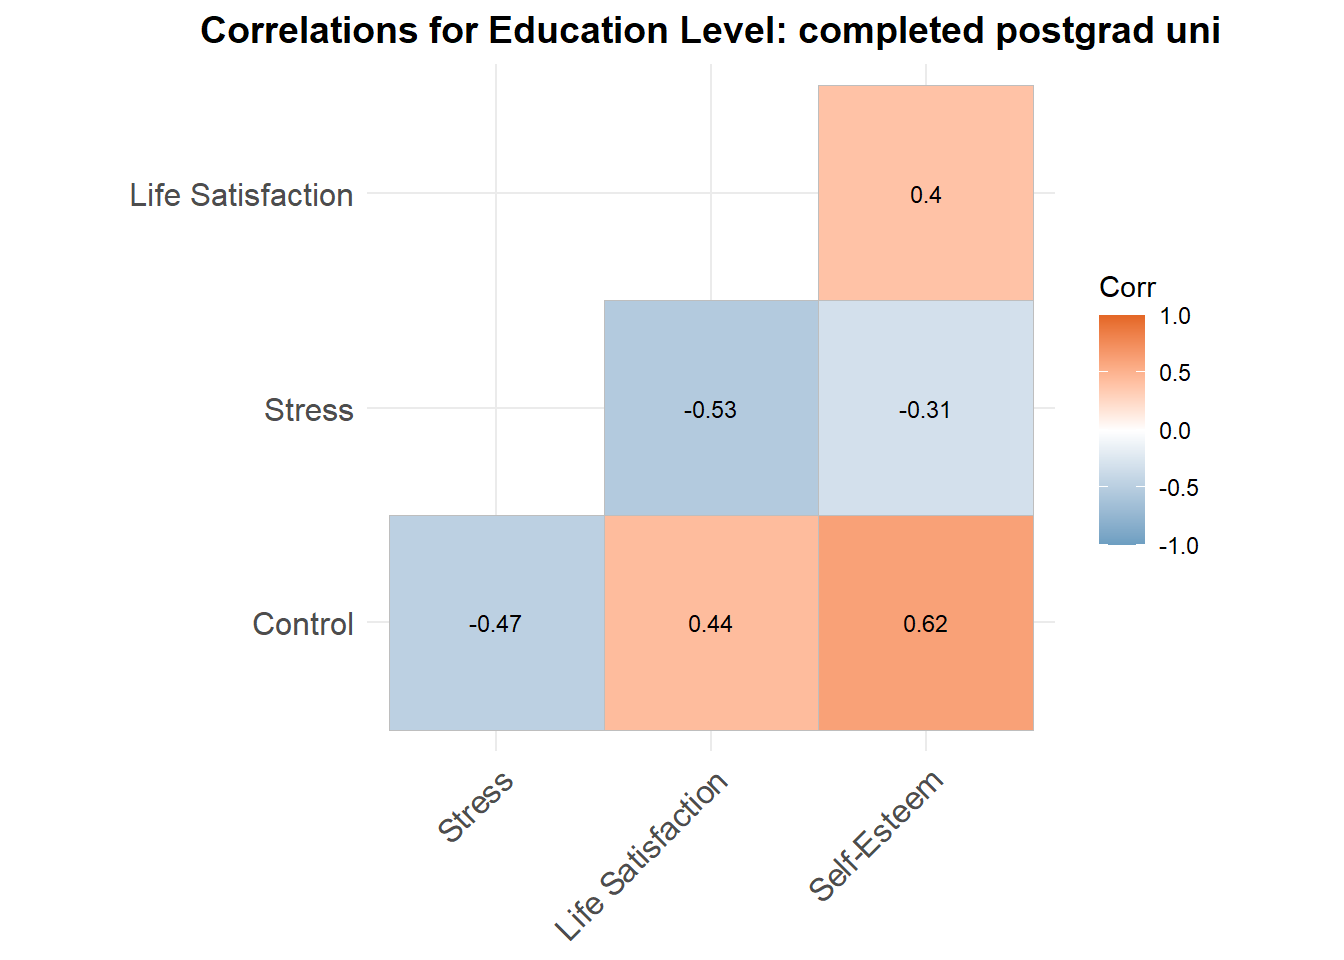 Correlations for Education Level: completed postgrad uni
Life Satisfaction
0.4
Stress
-0.53
-0.31
Control
-0.47
0.44
0.62
Stress
Life Satisfaction
Self-Esteem
Corr
1.0
0.5
0.0
-0.5
-1.0